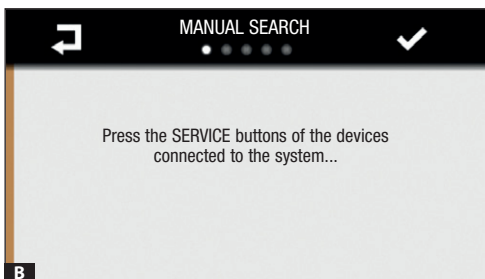 MANUAL SEARCH
Press the SERVICE buttons of the devices
connected to the system...
B